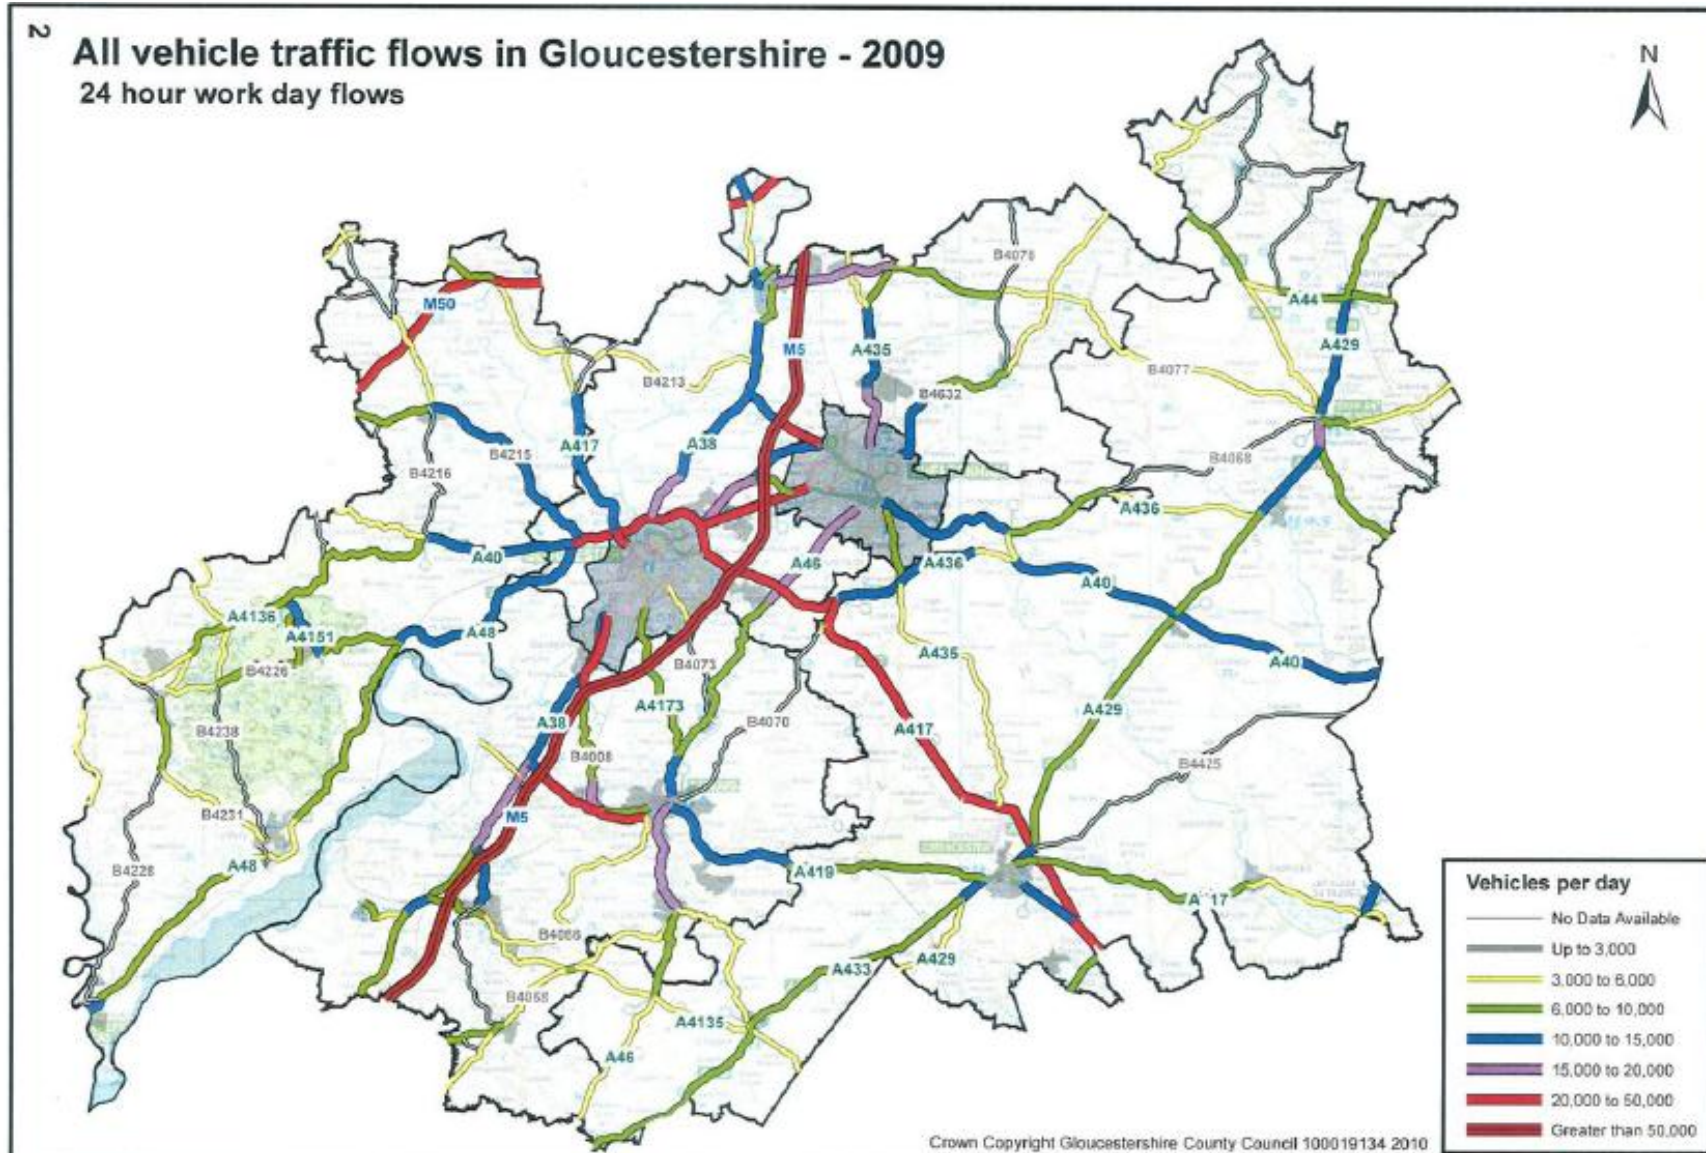 2
All vehicle traffic flows in Gloucestershire - 2009
24 hour work day flows
N
B4076
M50
A44
M5
A435
A429
B4213
B4077
B4632
A417
A38
B4215
B4216
B4068
A436
A40
A46
A436
A40
A4136
A4151
A48
A435
A40
B4226
B4073
A429
A38
A4173
B4070
B4238
A417
B4008
B4425
M5
B4231
A48
B4228
A419
A 17
B4066
A433
A429
B4058
A4135
A46
Vehicles per day
No Data Available
Up to 3,000
3,000 to 6,000
6,000 to 10,000
10,000 to 15,000
15,000 to 20,000
20,000 to 50,000
Greater than 50,000
Crown Copyright Gloucestershire County Council 100019134 2010